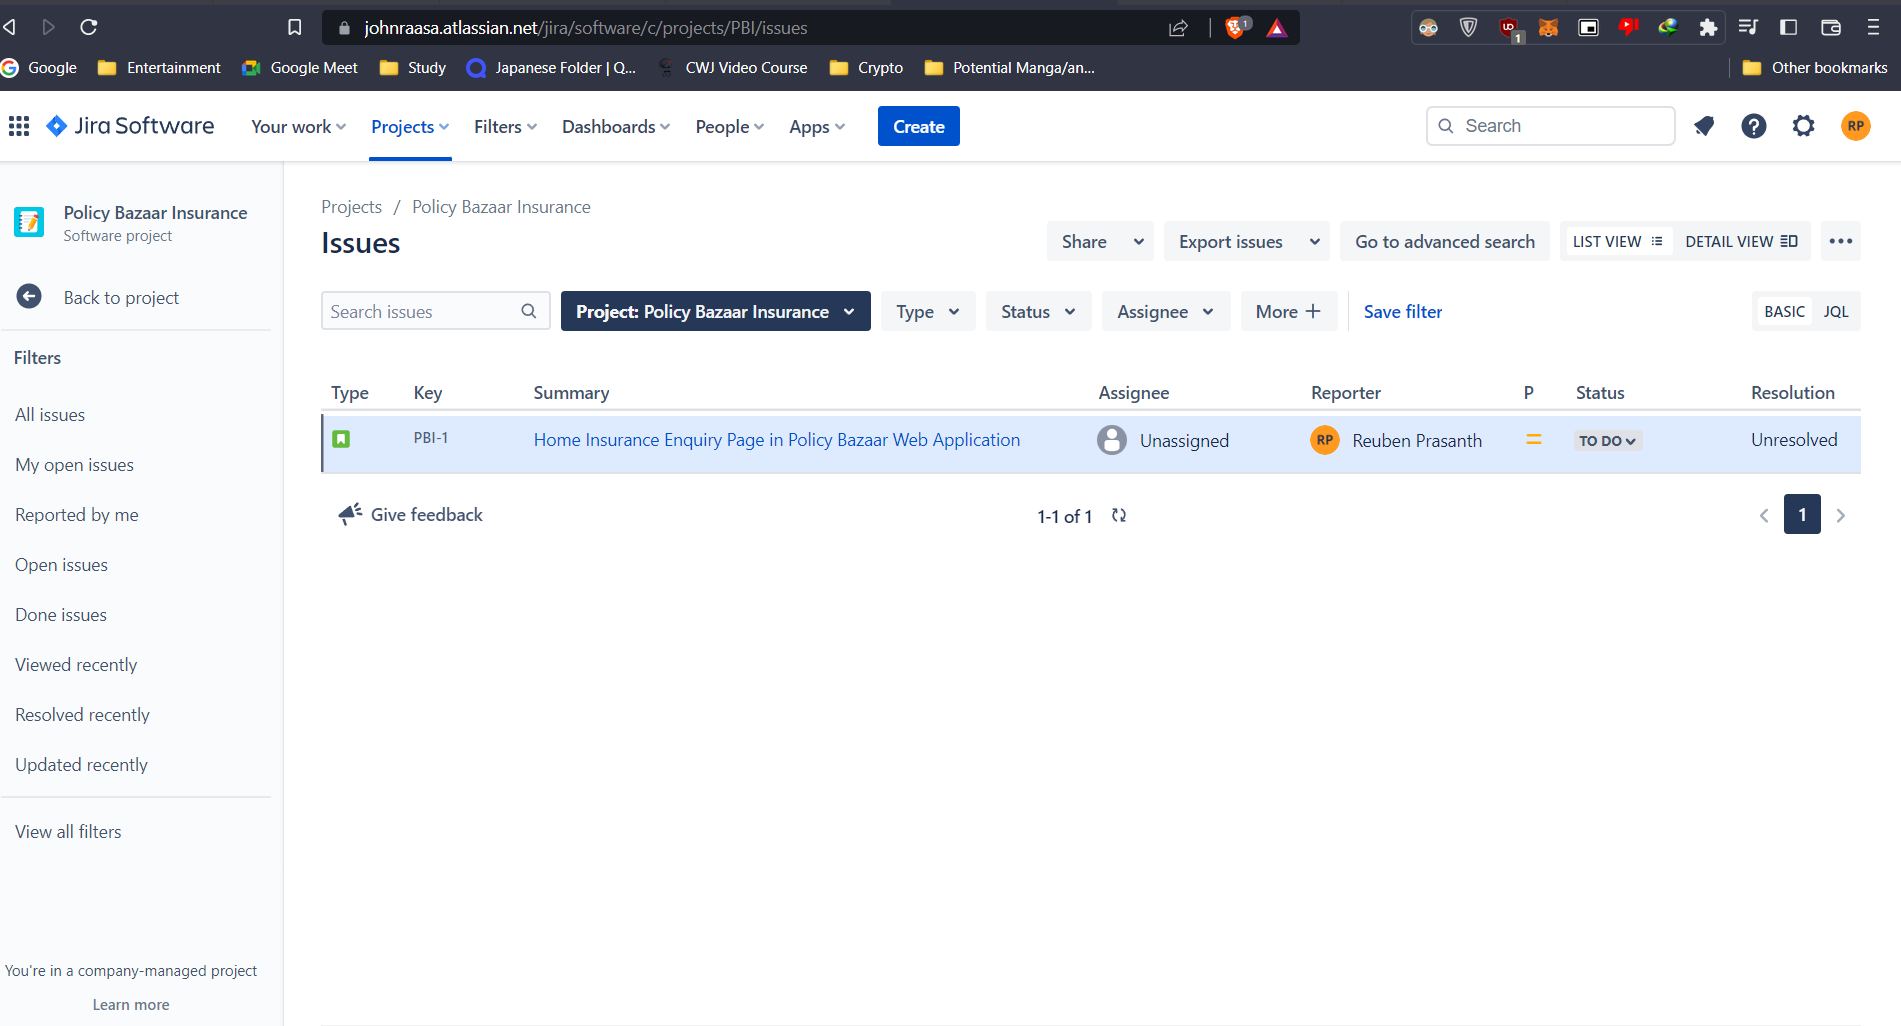 johnraasa.atlassian.net/jira/software/c/projects/PBI/issues
1
1
Google Entertainment Google Meet Study Japanese Folder | Q... CWJ Video Course Crypto Potential Manga/an... Other bookmarks
Jira Software Your work Projects Filters Dashboards People Apps Create Search RP
Policy Bazaar Insurance
Software project
Back to project
Filters
All issues
My open issues
Reported by me
Open issues
Done issues
Viewed recently
Resolved recently
Updated recently
View all filters
You're in a company-managed project
Learn more
Projects / Policy Bazaar Insurance
Issues
Share Export issues Go to advanced search LIST VIEW DETAIL VIEW
Search issues Project: Policy Bazaar Insurance Type Status Assignee More Save filter BASIC JQL
Type Key Summary Assignee Reporter P Status Resolution
PBI-1 Home Insurance Enquiry Page in Policy Bazaar Web Application Unassigned RP Reuben Prasanth TO DO Unresolved
Give feedback 1-1 of 1 1